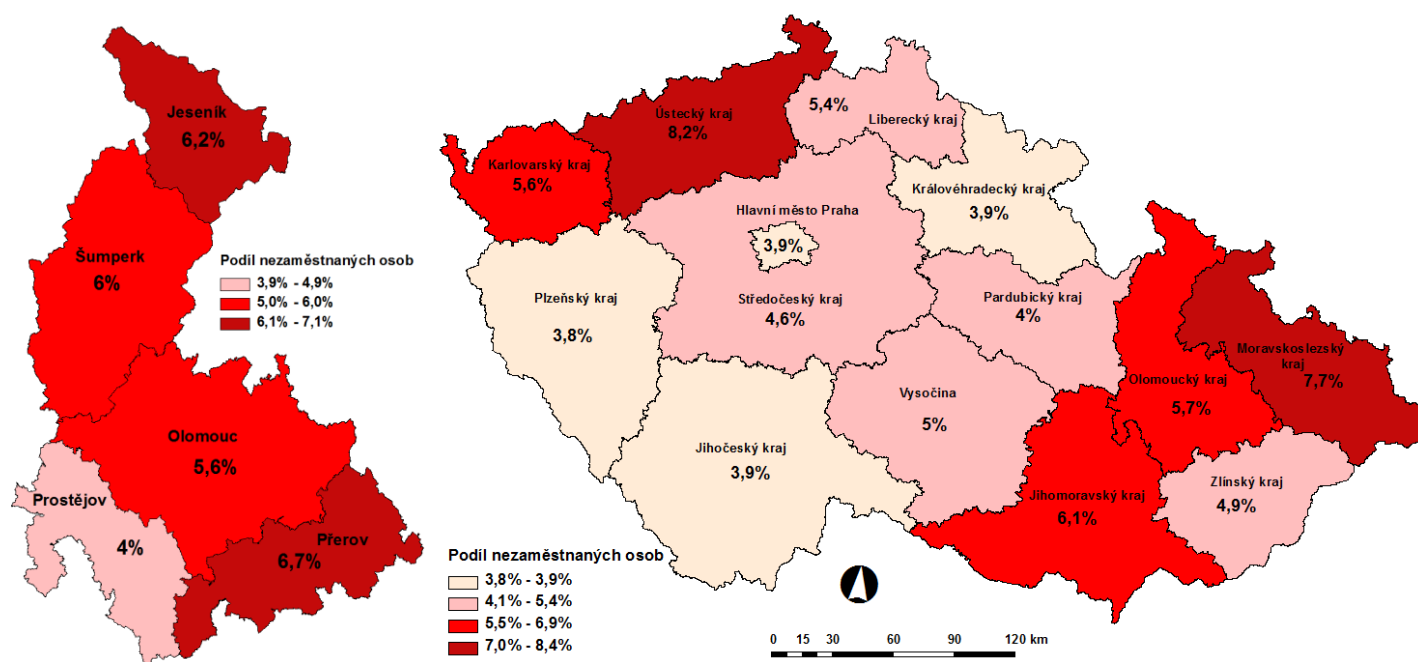 Jeseník
6,2%
Šumperk
6%
Podíl nezaměstnaných osob
3,9% - 4,9%
5,0% - 6,0%
6,1% - 7,1%
Olomouc
5,6%
Prostějov
4%
Přerov
6,7%
Ústecký kraj
8,2%
5,4%
Liberecký kraj
Karlovarský kraj
5,6%
Královéhradecký kraj
3,9%
Hlavní město Praha
3,9%
Plzeňský kraj
3,8%
Středočeský kraj
4,6%
Pardubický kraj
4%
Moravskoslezský
kraj
7,7%
Olomoucký kraj
5,7%
Vysočina
5%
Jihočeský kraj
3,9%
Jihomoravský kraj
6,1%
Zlínský kraj
4,9%
Podíl nezaměstnaných osob
3,8% - 3,9%
4,1% - 5,4%
5,5% - 6,9%
7,0% - 8,4%
0 15 30 60 90 120 km